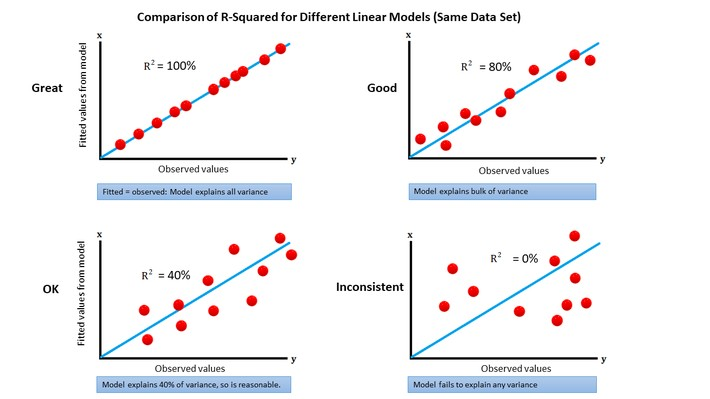 Comparison of R-Squared for Different Linear Models (Same Data Set)
x
Great
Fitted values from model
R² = 100%
y
Observed values
Fitted = observed: Model explains all variance
x
Good
R² = 80%
y
Observed values
Model explains bulk of variance
x
OK
Fitted values from model
R² = 40%
y
Observed values
Model explains 40% of variance, so is reasonable.
x
Inconsistent
R² = 0%
y
Observed values
Model fails to explain any variance